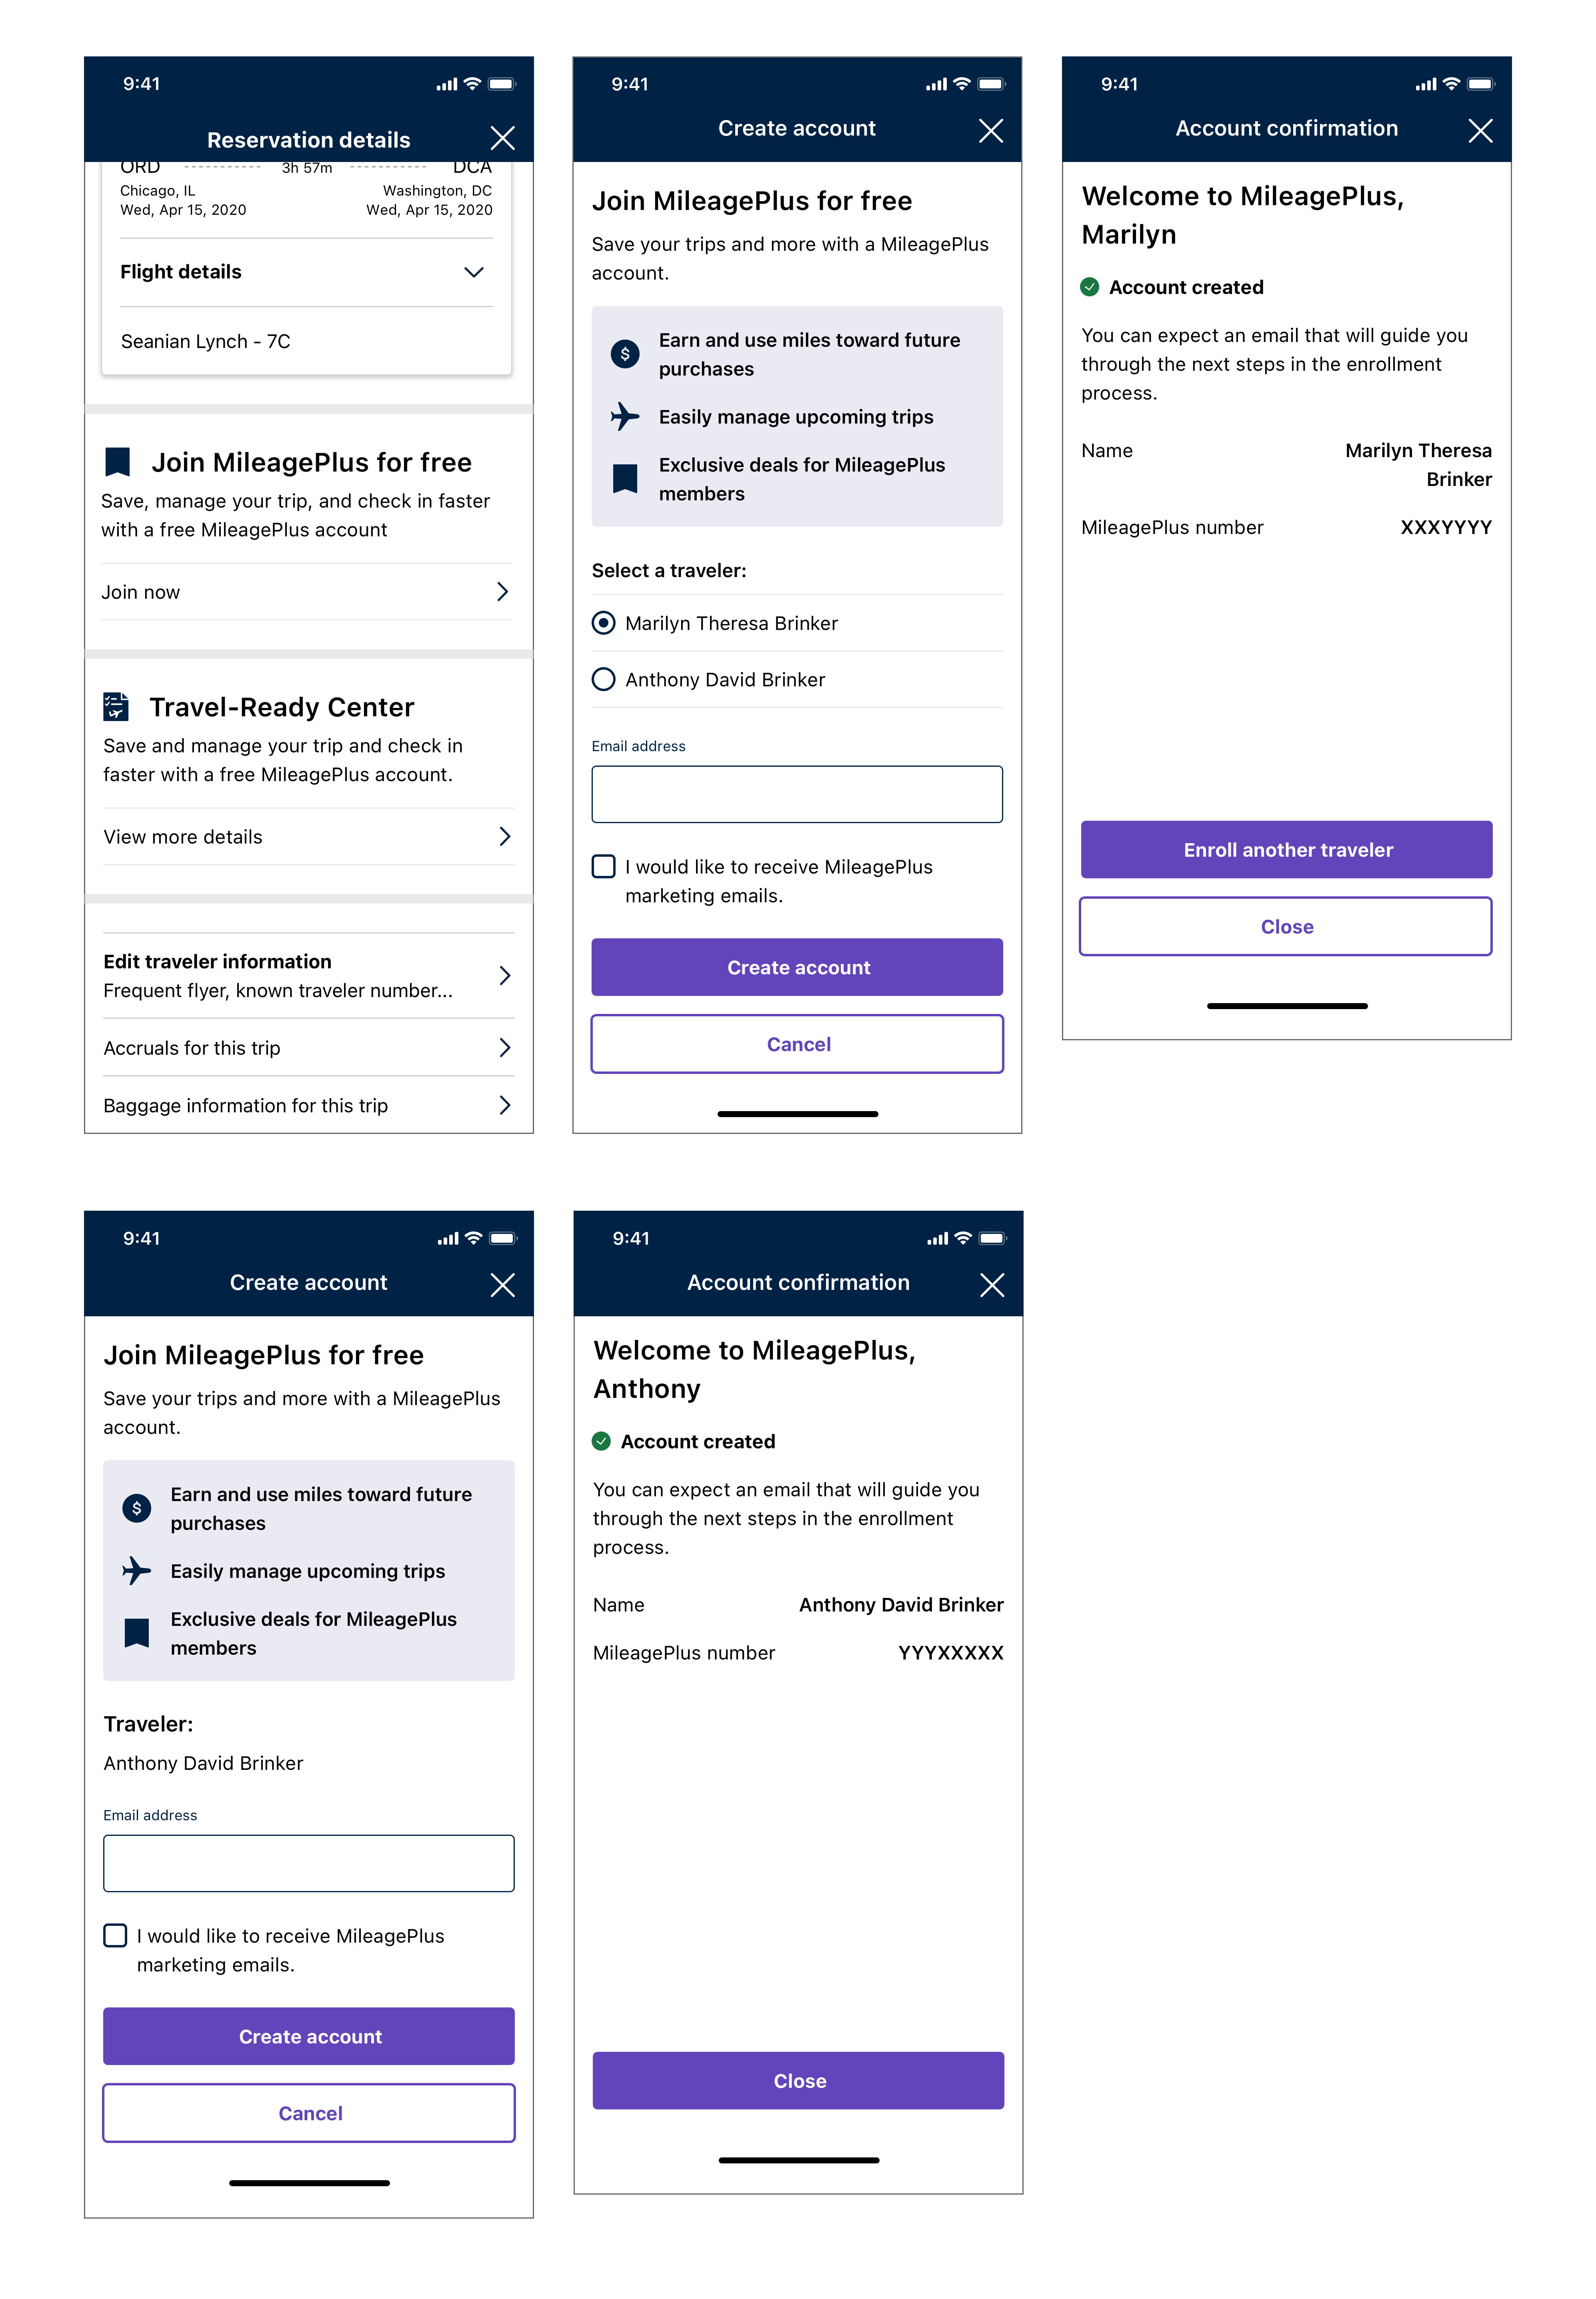 9:41
Reservation details
ORD 3h 57m DCA
Chicago, IL Washington, DC
Wed, Apr 15, 2020 Wed, Apr 15, 2020
Flight details
Seanian Lynch - 7C
Join MileagePlus for free
Save, manage your trip, and check in faster
with a free MileagePlus account
Join now
Travel-Ready Center
Save and manage your trip and check in
faster with a free MileagePlus account.
View more details
Edit traveler information
Frequent flyer, known traveler number...
Accruals for this trip
Baggage information for this trip
9:41
Create account
Join MileagePlus for free
Save your trips and more with a MileagePlus
account.
$
Earn and use miles toward future
purchases
Easily manage upcoming trips
Exclusive deals for MileagePlus
members
Select a traveler:
Marilyn Theresa Brinker
Anthony David Brinker
Email address
I would like to receive MileagePlus
marketing emails.
Create account
Cancel
9:41
Account confirmation
Welcome to MileagePlus,
Marilyn
Account created
You can expect an email that will guide you
through the next steps in the enrollment
process.
Name Marilyn Theresa
Brinker
MileagePlus number XXXYYYY
Enroll another traveler
Close
9:41
Create account
Join MileagePlus for free
Save your trips and more with a MileagePlus
account.
$
Earn and use miles toward future
purchases
Easily manage upcoming trips
Exclusive deals for MileagePlus
members
Traveler:
Anthony David Brinker
Email address
I would like to receive MileagePlus
marketing emails.
Create account
Cancel
9:41
Account confirmation
Welcome to MileagePlus,
Anthony
Account created
You can expect an email that will guide you
through the next steps in the enrollment
process.
Name Anthony David Brinker
MileagePlus number YYYXXXXX
Close